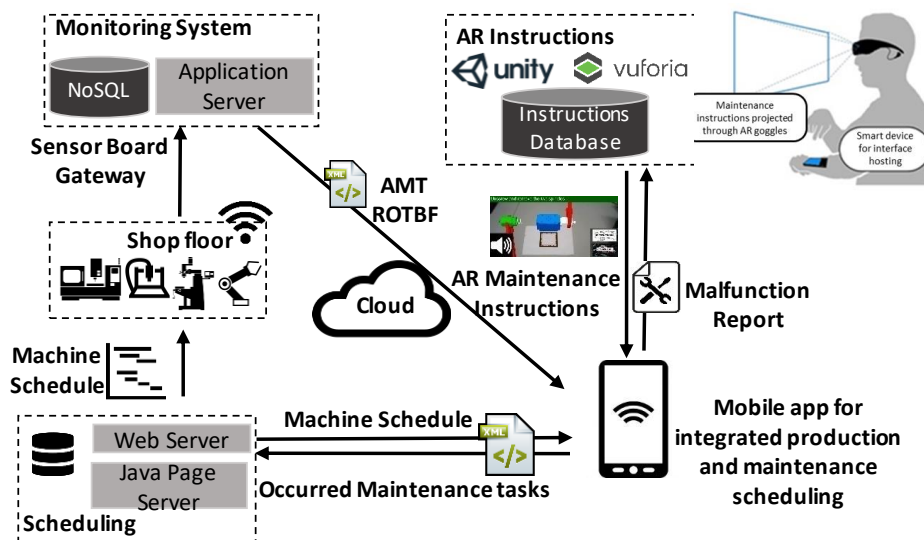 Monitoring System
NoSQL
Application
Server
Sensor Board
Gateway
Shop floor
Machine
Schedule
Web Server
Java Page
Server
Scheduling
XML
</>
AMT
ROTBF
Cloud
Machine Schedule
XML
</>
Occurred Maintenance tasks
AR Instructions
unity
vuforia
Instructions
Database
AR Maintenance
Instructions
Malfunction
Report
Mobile app for
integrated production
and maintenance
scheduling
Maintenance
instructions projected
through AR goggles
Smart device
for interface
hosting